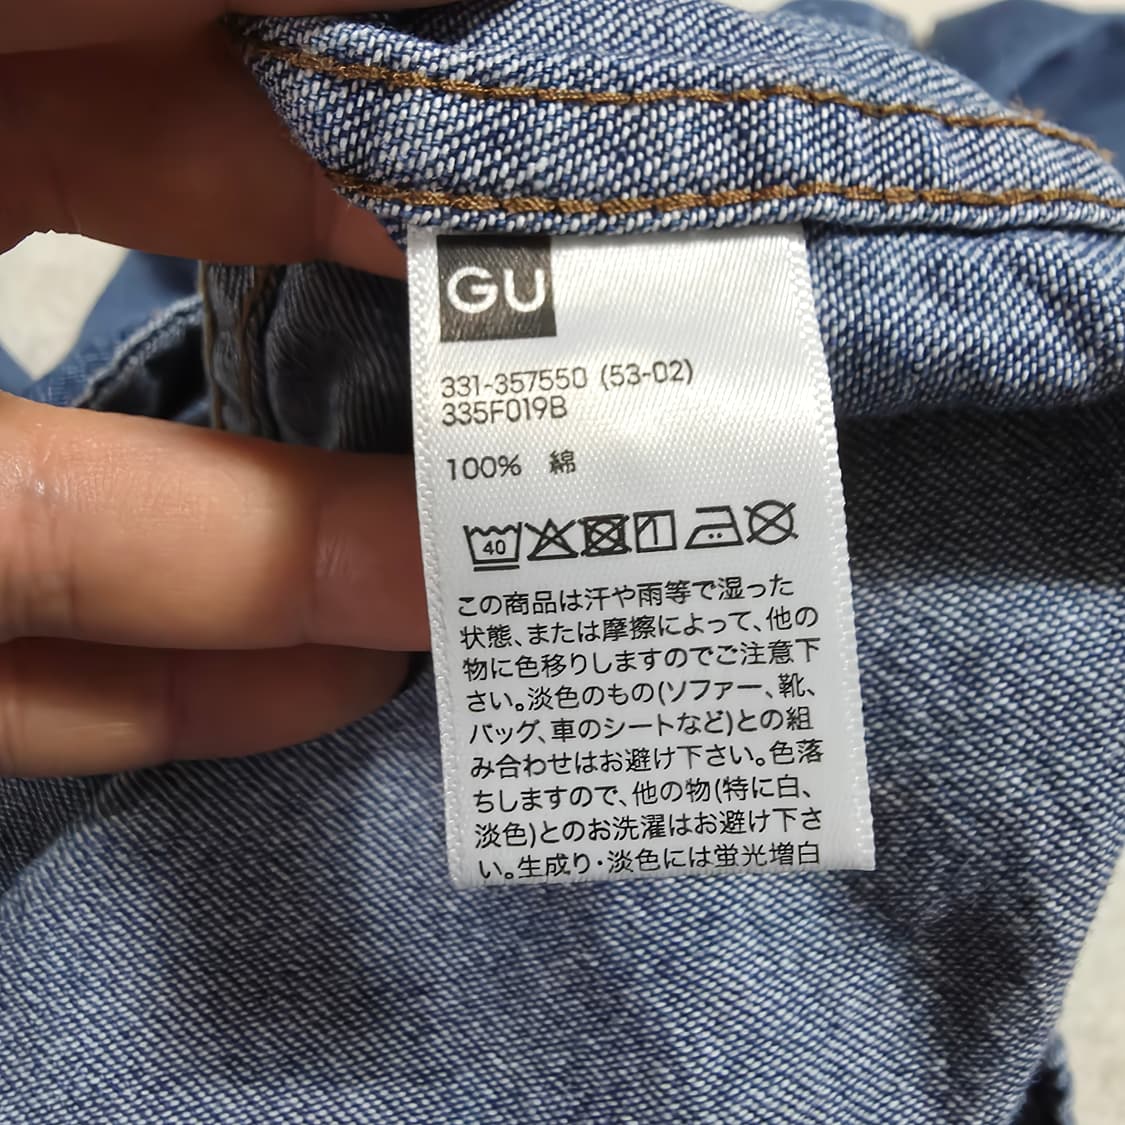 GU
331-357550 (53-02)
335F019B
100% 綿
40
この商品は汗や雨等で湿った
状態、または摩擦によって、他の
物に色移りしますのでご注意下
さい。淡色のもの(ソファー、靴、
バッグ、車のシートなど)との組
み合わせはお避け下さい。色落
ちしますので、他の物(特に白、
淡色)とのお洗濯はお避け下さ
い。生成り・淡色には蛍光増白